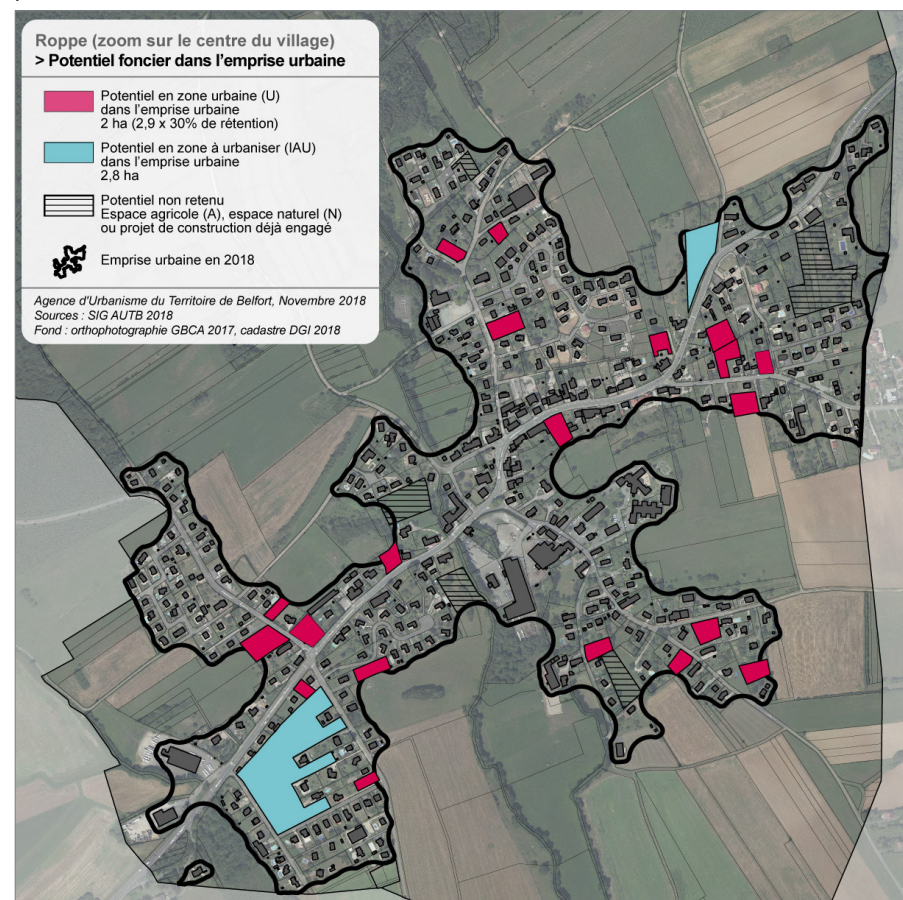 Roppe (zoom sur le centre du village)
> Potentiel foncier dans l'emprise urbaine
Potentiel en zone urbaine (U)
dans l'emprise urbaine
2 ha (2,9 x 30% de rétention)
Potentiel en zone à urbaniser (IAU)
dans l'emprise urbaine
2,8 ha
Potentiel non retenu
Espace agricole (A), espace naturel (N)
ou projet de construction déjà engagé
Emprise urbaine en 2018
Agence d'Urbanisme du Territoire de Belfort, Novembre 2018
Sources : SIG AUTB 2018
Fond : orthophotographie GBCA 2017, cadastre DGI 2018